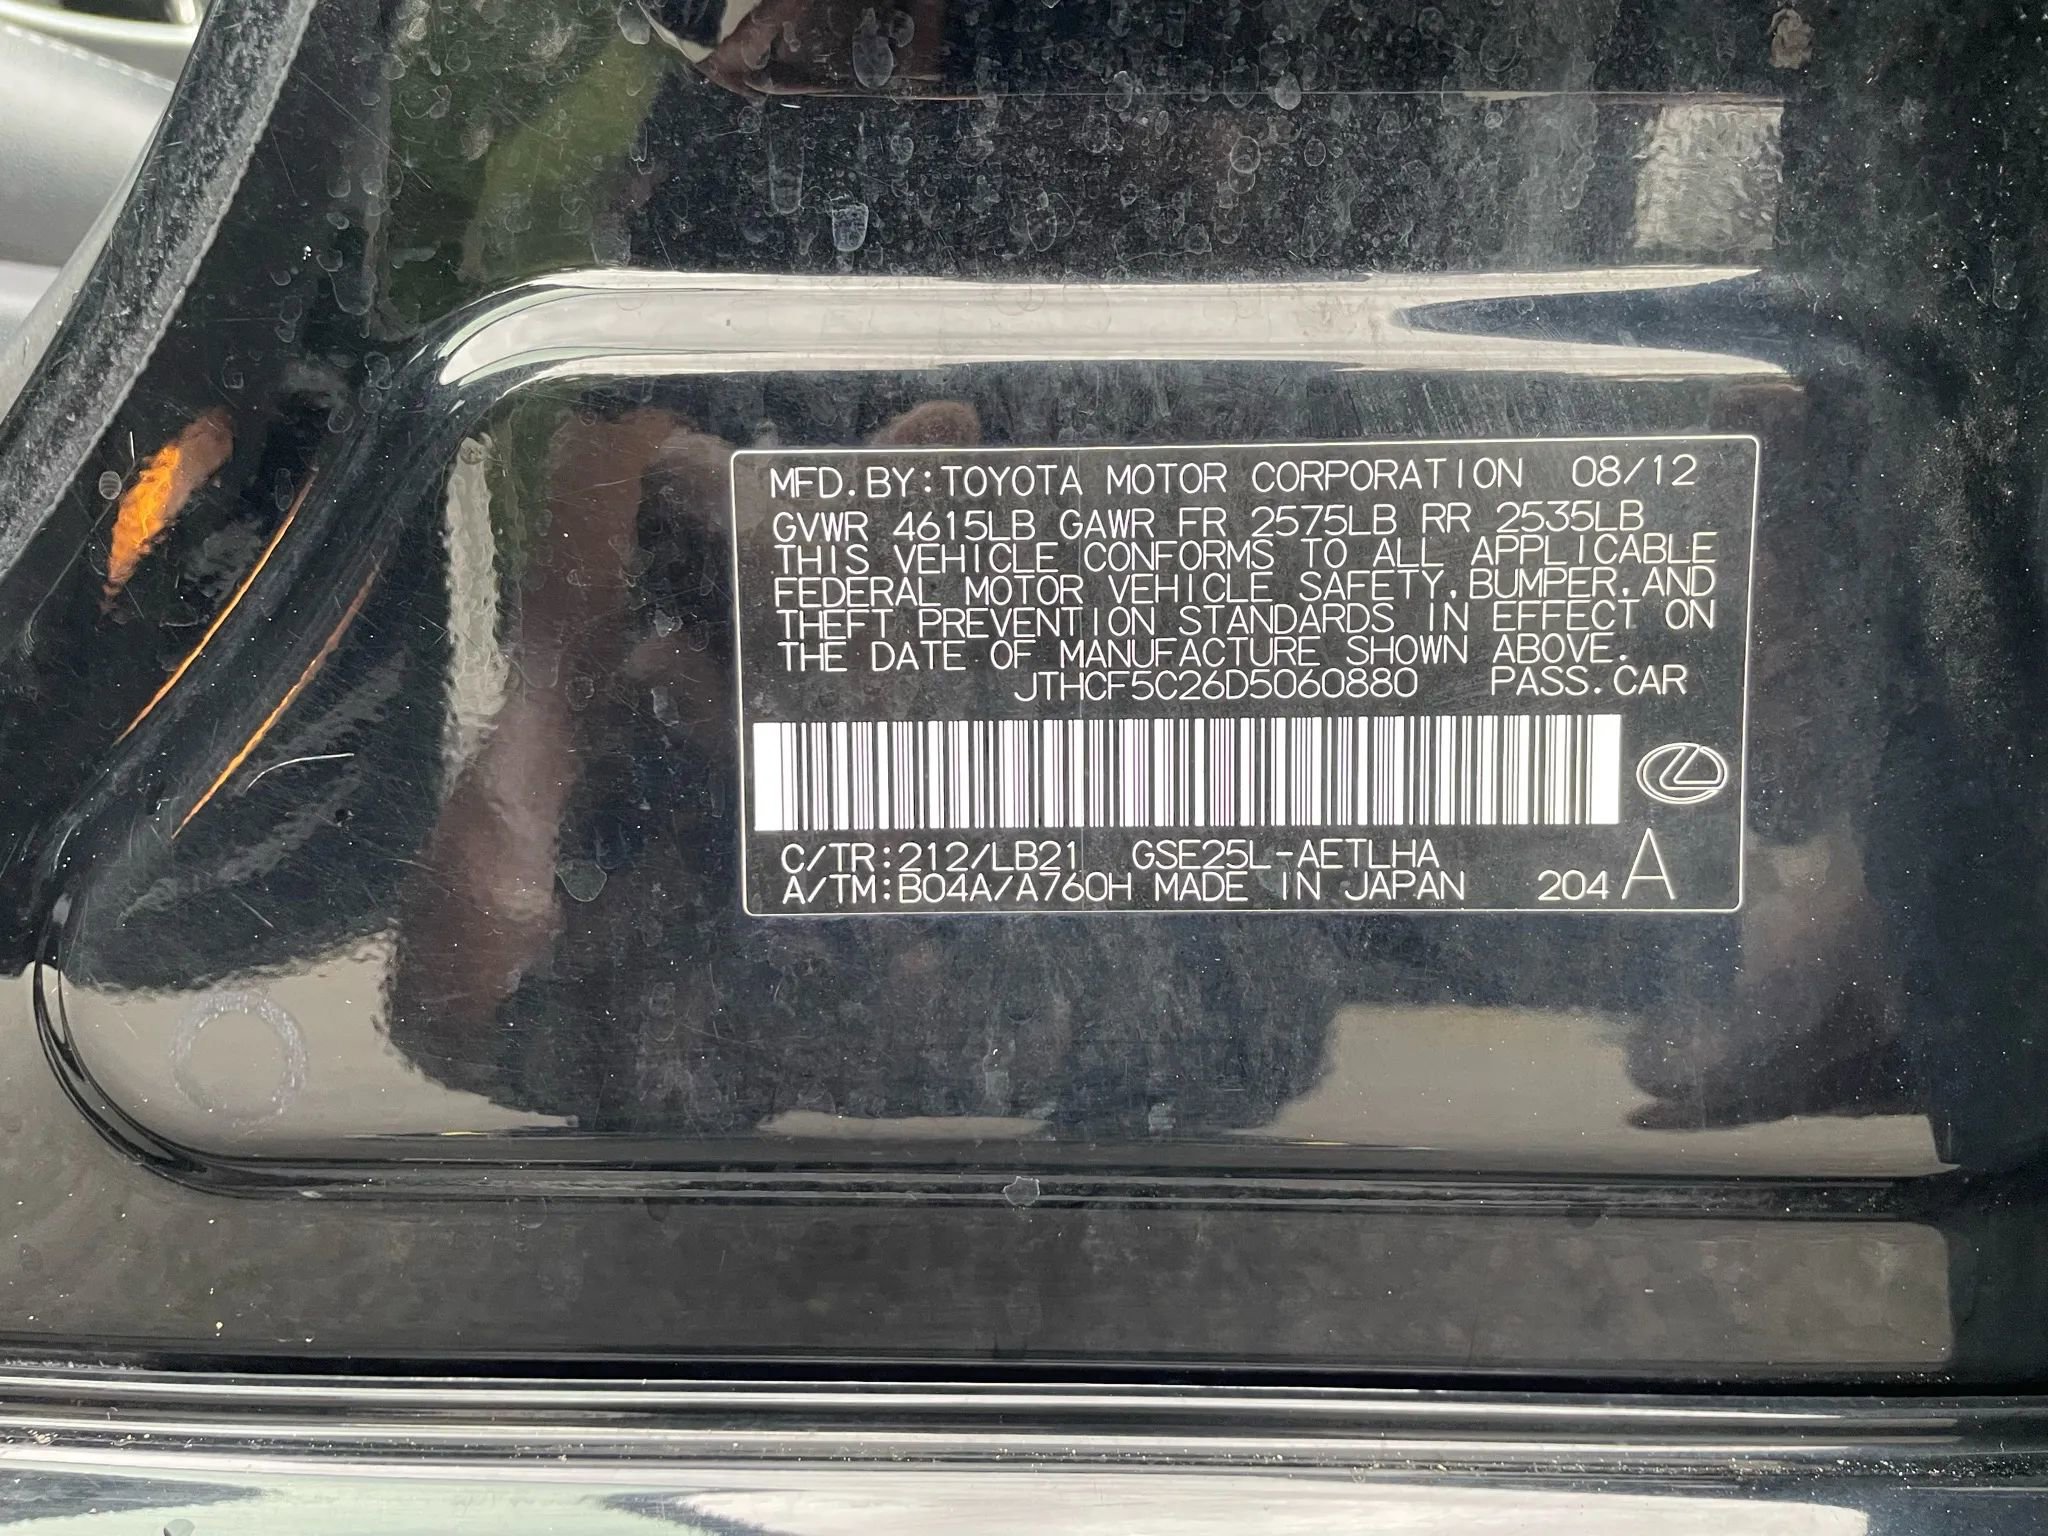 MFD.BY:TOYOTA MOTOR CORPORATION 08/12
GVWR 4615LB GAWR FR 2575LB RR 2535LB
THIS VEHICLE CONFORMS TO ALL APPLICABLE
FEDERAL MOTOR VEHICLE SAFETY,BUMPER,AND
THEFT PREVENTION STANDARDS IN EFFECT ON
THE DATE OF MANUFACTURE SHOWN ABOVE.
JTHCF5C26D5060880 PASS.CAR
C/TR:212/LB21 GSE25L-AETLHA
A/TM:B04A/A760H MADE IN JAPAN 204 A